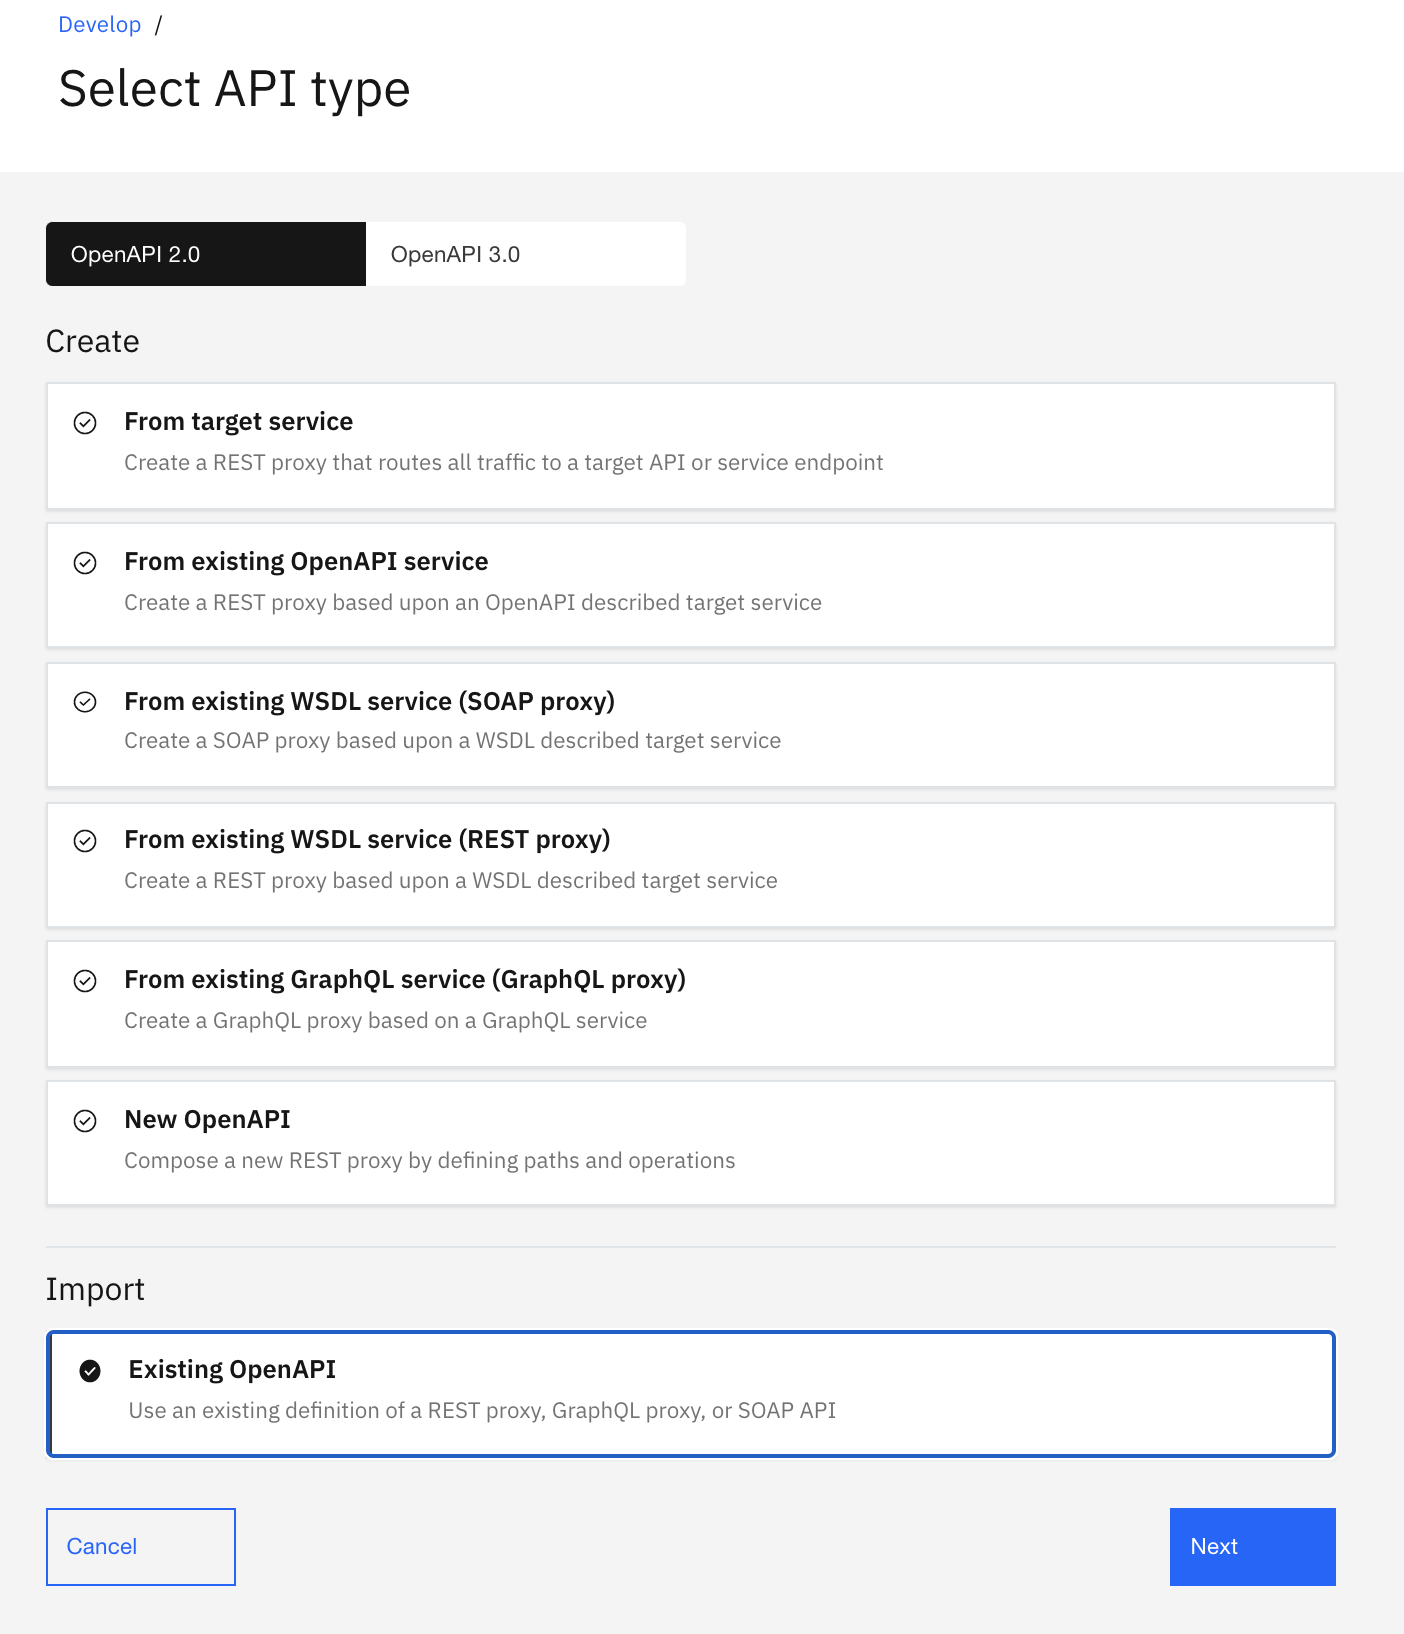 Develop /
Select API type
OpenAPI 2.0
OpenAPI 3.0
Create
From target service
Create a REST proxy that routes all traffic to a target API or service endpoint
From existing OpenAPI service
Create a REST proxy based upon an OpenAPI described target service
From existing WSDL service (SOAP proxy)
Create a SOAP proxy based upon a WSDL described target service
From existing WSDL service (REST proxy)
Create a REST proxy based upon a WSDL described target service
From existing GraphQL service (GraphQL proxy)
Create a GraphQL proxy based on a GraphQL service
New OpenAPI
Compose a new REST proxy by defining paths and operations
Import
Existing OpenAPI
Use an existing definition of a REST proxy, GraphQL proxy, or SOAP API
Cancel
Next